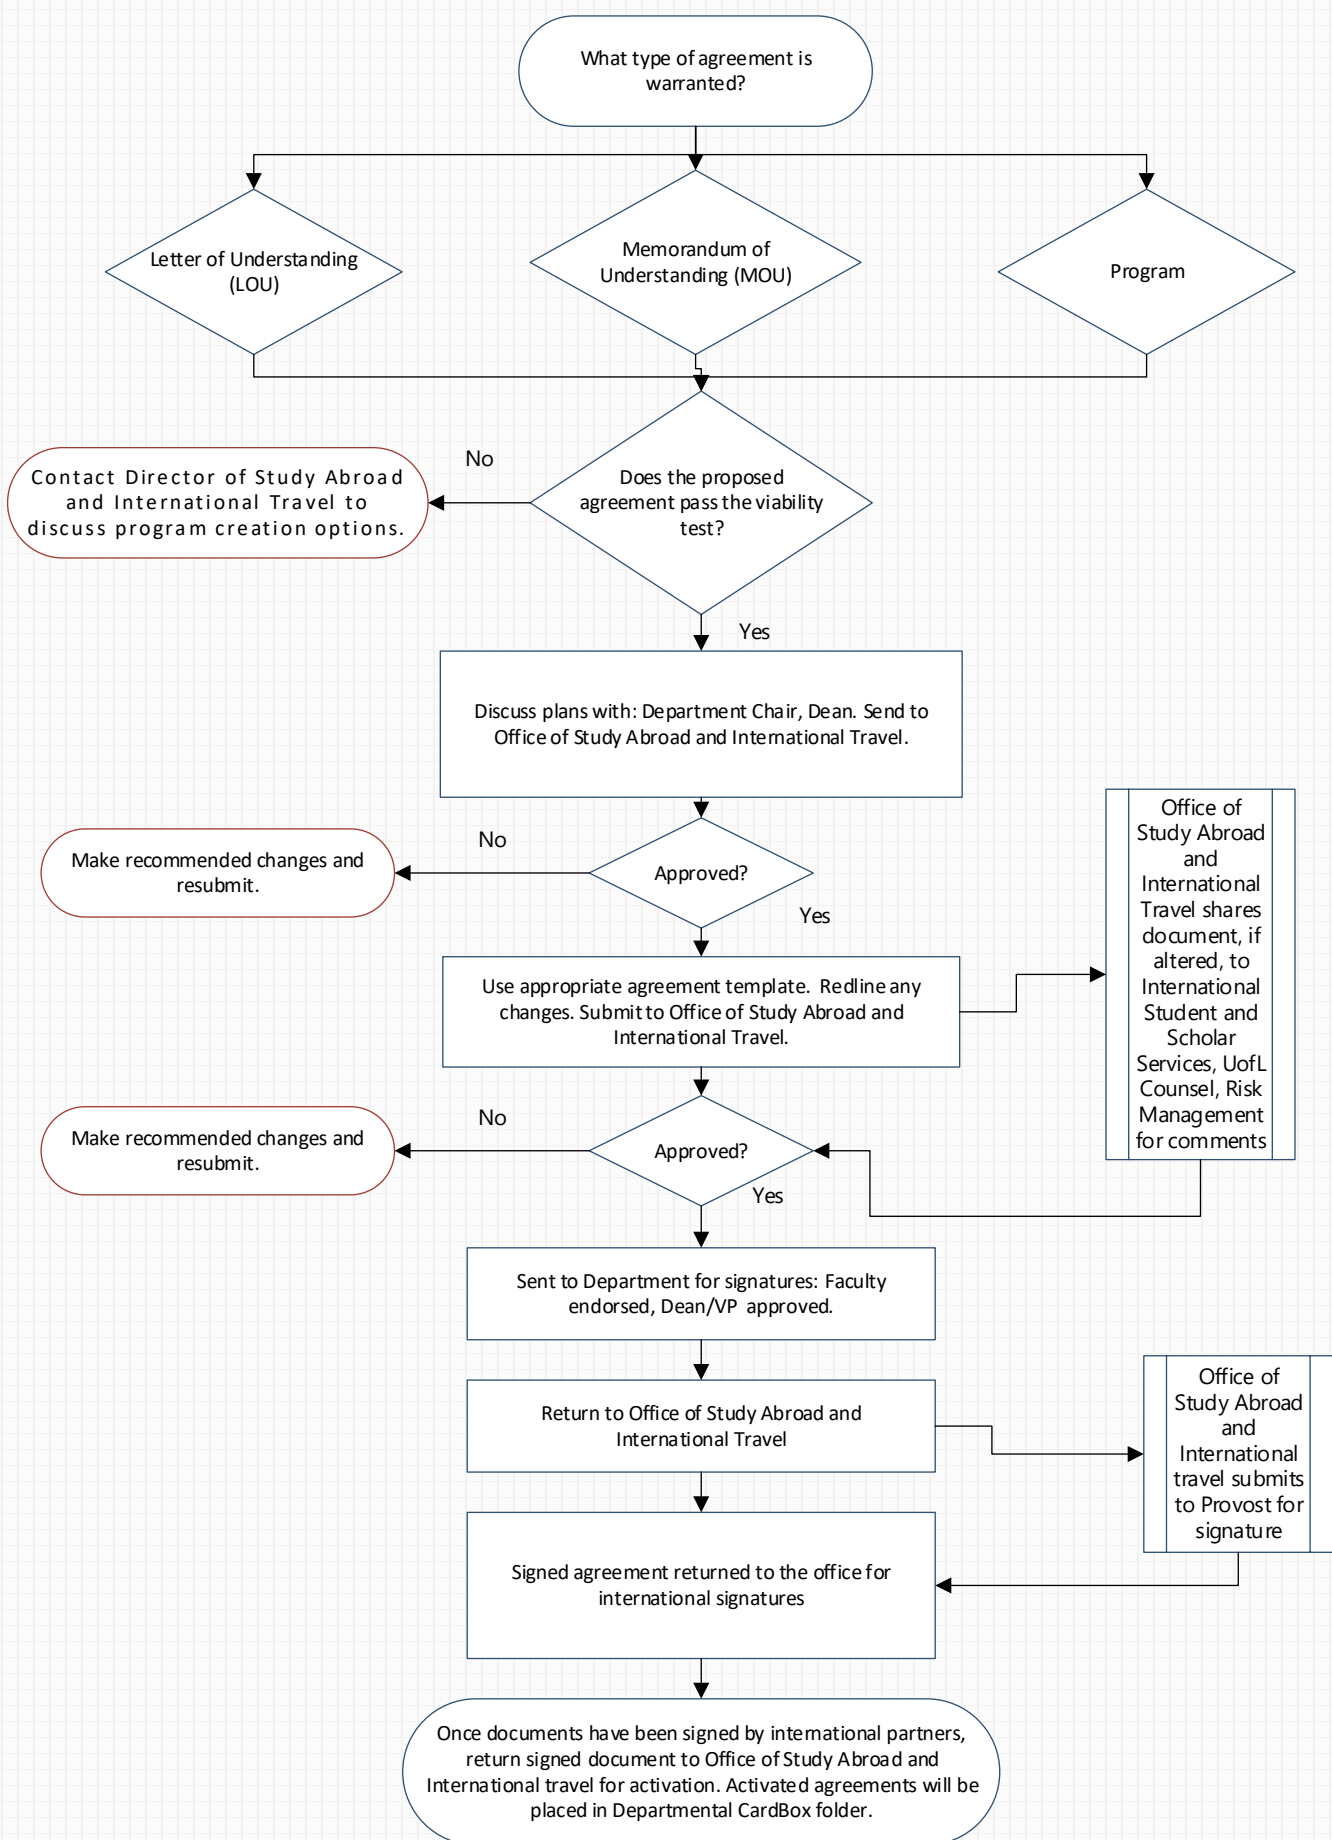 What type of agreement is
warranted?
Letter of Understanding
(LOU)
Memorandum of
Understanding (MOU)
Program
Does the proposed
agreement pass the viability
test?
No
Contact Director of Study Abroad
and International Travel to
discuss program creation options.
Yes
Discuss plans with: Department Chair, Dean. Send to
Office of Study Abroad and International Travel.
Approved?
No
Make recommended changes and
resubmit.
Yes
Use appropriate agreement template. Redline any
changes. Submit to Office of Study Abroad and
International Travel.
Office of
Study Abroad
and
International
Travel shares
document, if
altered, to
International
Student and
Scholar
Services, UofL
Counsel, Risk
Management
for comments
Approved?
No
Make recommended changes and
resubmit.
Yes
Sent to Department for signatures: Faculty
endorsed, Dean/VP approved.
Return to Office of Study Abroad and
International Travel
Office of
Study Abroad
and
International
travel submits
to Provost for
signature
Signed agreement returned to the office for
international signatures
Once documents have been signed by international partners,
return signed document to Office of Study Abroad and
International travel for activation. Activated agreements will be
placed in Departmental CardBox folder.